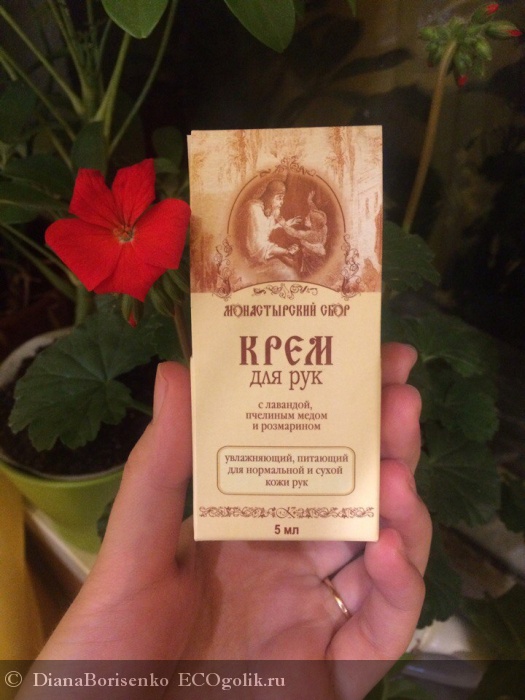 МОНАСТЫРСКИЙ СБОР
КРЕМ
для рук
с лавандой,
пчелиным медом
и розмарином
увлажняющий, питающий
для нормальной и сухой
кожи рук
5 мл
© DianaBorisenko ECOgolik.ru